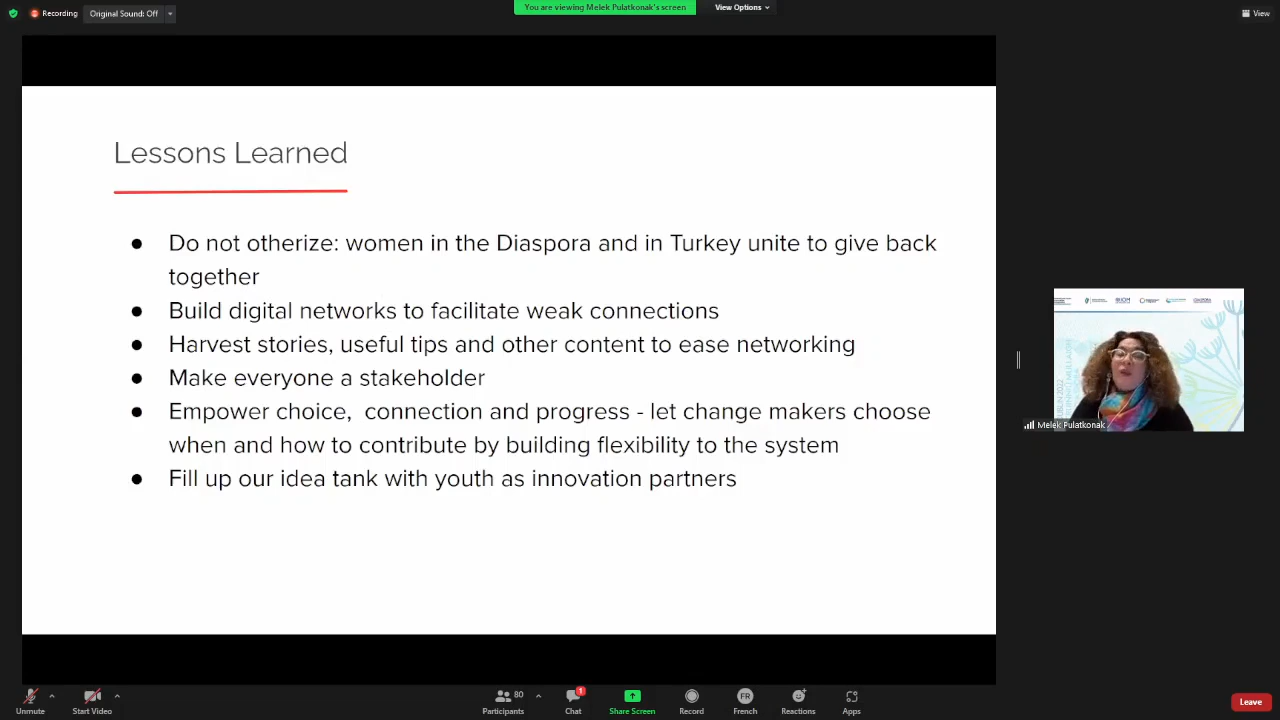 Recording
Original Sound: Off
You are viewing Melek Pulatkonak's screen
View Options
View
Lessons Learned
● Do not otherize: women in the Diaspora and in Turkey unite to give back
together
● Build digital networks to facilitate weak connections
● Harvest stories, useful tips and other content to ease networking
● Make everyone a stakeholder
● Empower choice,  connection and progress - let change makers choose
when and how to contribute by building flexibility to the system
● Fill up our idea tank with youth as innovation partners
Melek Pulatkonak
Unmute
Start Video
80
Participants
1
Chat
Share Screen
Record
FR
French
Reactions
Apps
Leave